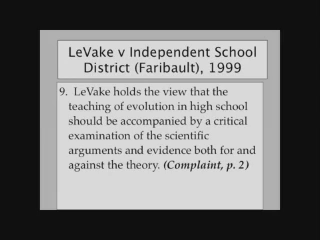 LeVake v Independent School
District (Faribault), 1999
9. LeVake holds the view that the
teaching of evolution in high school
should be accompanied by a critical
examination of the scientific
arguments and evidence both for and
against the theory. (Complaint, p. 2)